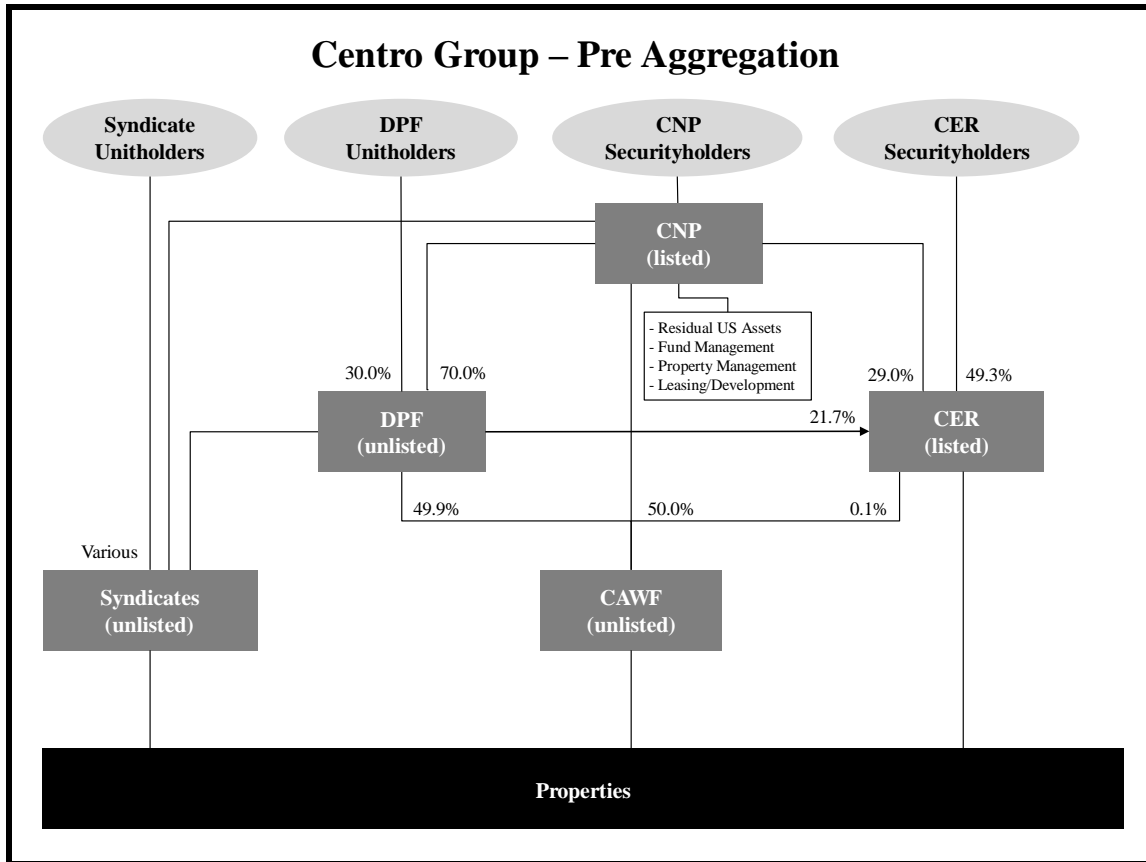 Centro Group – Pre Aggregation
Syndicate
Unitholders
DPF
Unitholders
CNP
Securityholders
CER
Securityholders
CNP
(listed)
- Residual US Assets
- Fund Management
- Property Management
- Leasing/Development
30.0%
70.0%
29.0%
49.3%
DPF
(unlisted)
21.7%
CER
(listed)
49.9%
50.0%
0.1%
Various
Syndicates
(unlisted)
CAWF
(unlisted)
Properties